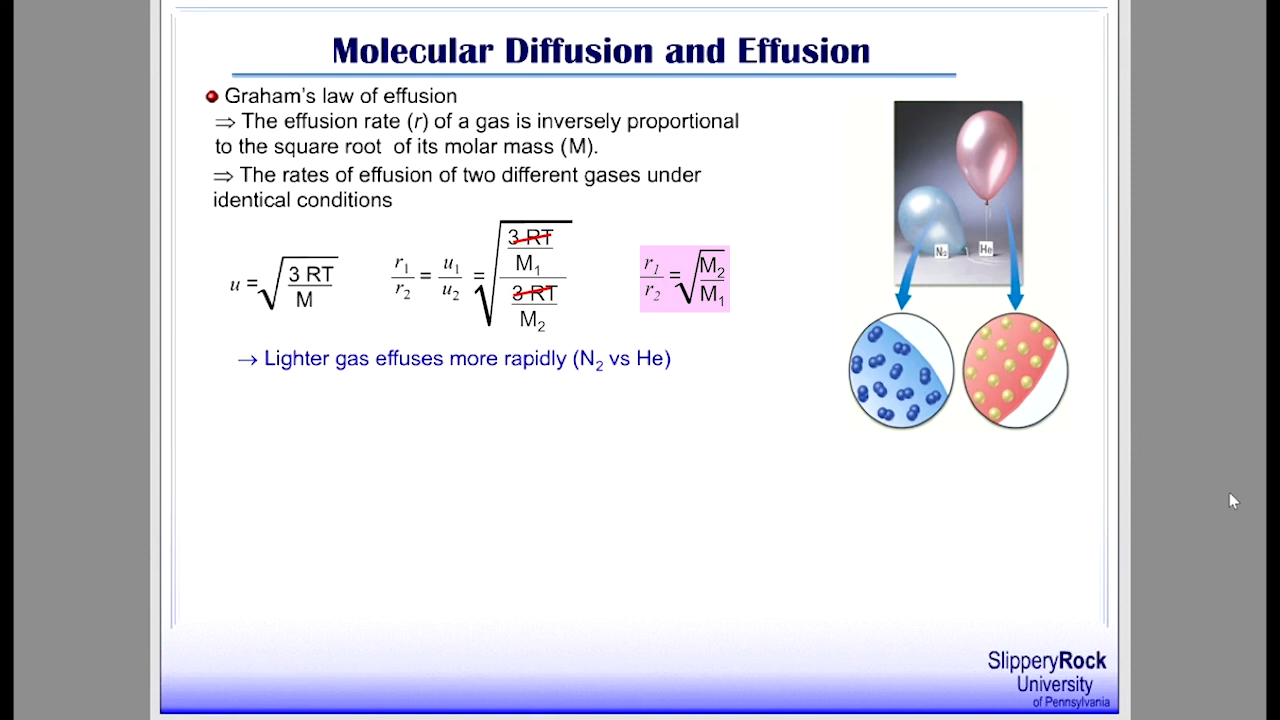 Molecular Diffusion and Effusion
Graham's law of effusion
⇒ The effusion rate (r) of a gas is inversely proportional
to the square root of its molar mass (M).
⇒ The rates of effusion of two different gases under
identical conditions
u = √(3 RT / M)
r₁/r₂ = u₁/u₂ = √((3 RT / M₁) / (3 RT / M₂))
r₁/r₂ = √(M₂/M₁)
→ Lighter gas effuses more rapidly (N₂ vs He)
N₂
He
SlipperyRock
University
of Pennsylvania